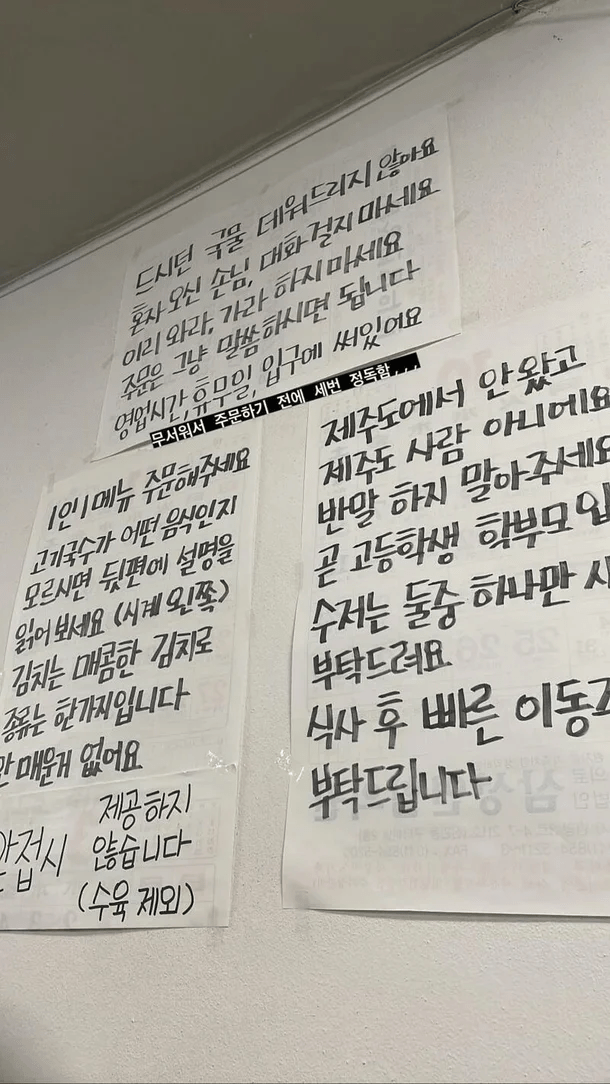 드시던 국물 데워드리지 않아요
혼자 오신 손님, 대화 걸지 마세요
이리 와라, 가라 하지마세요
주문은 그냥 말씀하시면 됩니다
영업시간, 휴무일, 입구에 써있어요
무서워서 주문하기 전에 세번 정독함...
1인 1메뉴 주문해주세요
고기국수가 어떤 음식인지
모르시면 뒷편에 설명을
읽어보세요 (시계 왼쪽)
김치는 매콤한 김치로
종류는 한가지입니다
매운거 없어요
접시
제공하지
않습니다
(수육 제외)
제주도에서 안 왔고
제주도 사람 아니에요
반말 하지 말아주세요
곧 고등학생 학부모
수저는 둘중 하나만
부탁드려요
식사 후 빠른 이동
부탁드립니다